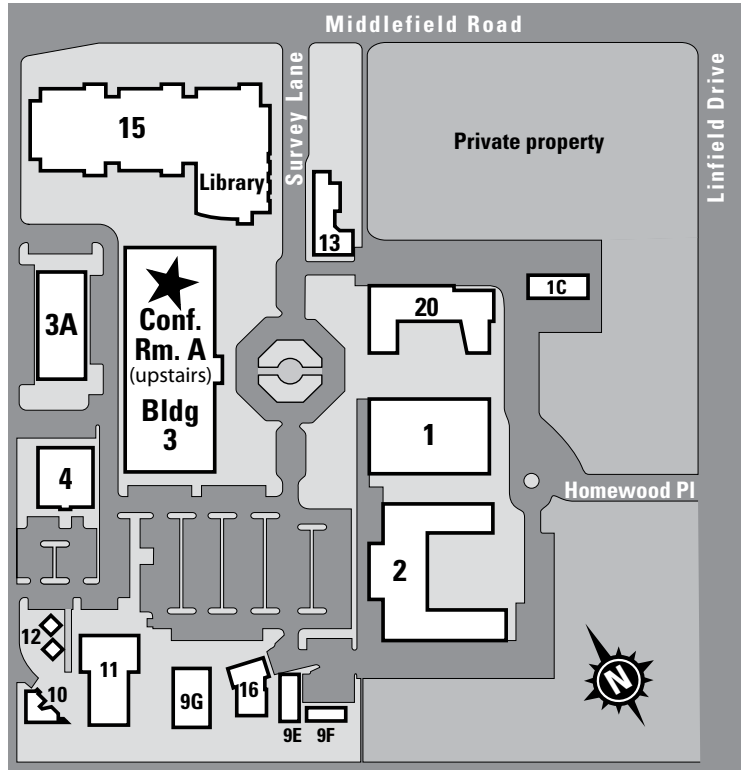 Middlefield Road
Survey Lane
Linfield Drive
15
Library
Private property
13
1C
3A
Conf.
Rm. A
(upstairs)
Bldg
3
20
1
4
Homewood Pl
2
12
11
10
9G
16
9E
9F
N